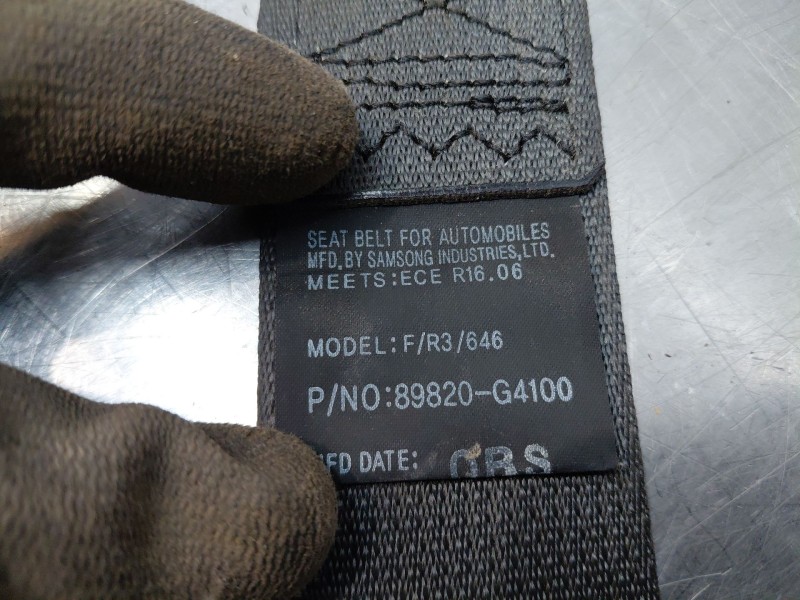 SEAT BELT FOR AUTOMOBILES
MFD.BY SAMSONG INDUSTRIES,LTD.
MEETS:ECE R16.06
MODEL:F/R3/646
P/NO:89820-G4100
MFD DATE: